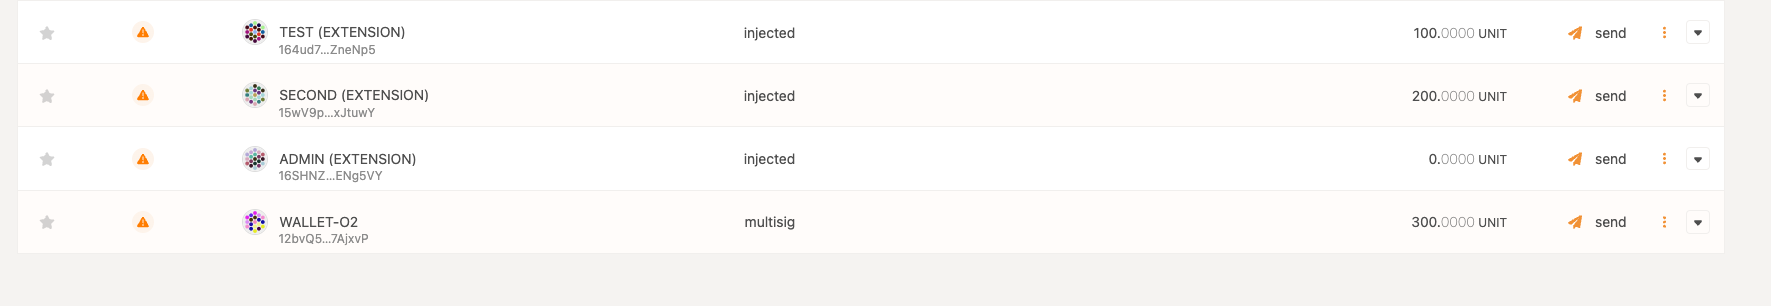 TEST (EXTENSION)
164ud7...ZneNp5
injected
100.0000 UNIT
send
SECOND (EXTENSION)
15wV9p...xJtuwY
injected
200.0000 UNIT
send
ADMIN (EXTENSION)
16SHNZ...ENg5VY
injected
0.0000 UNIT
send
WALLET-O2
12bvQ5...7AjxvP
multisig
300.0000 UNIT
send